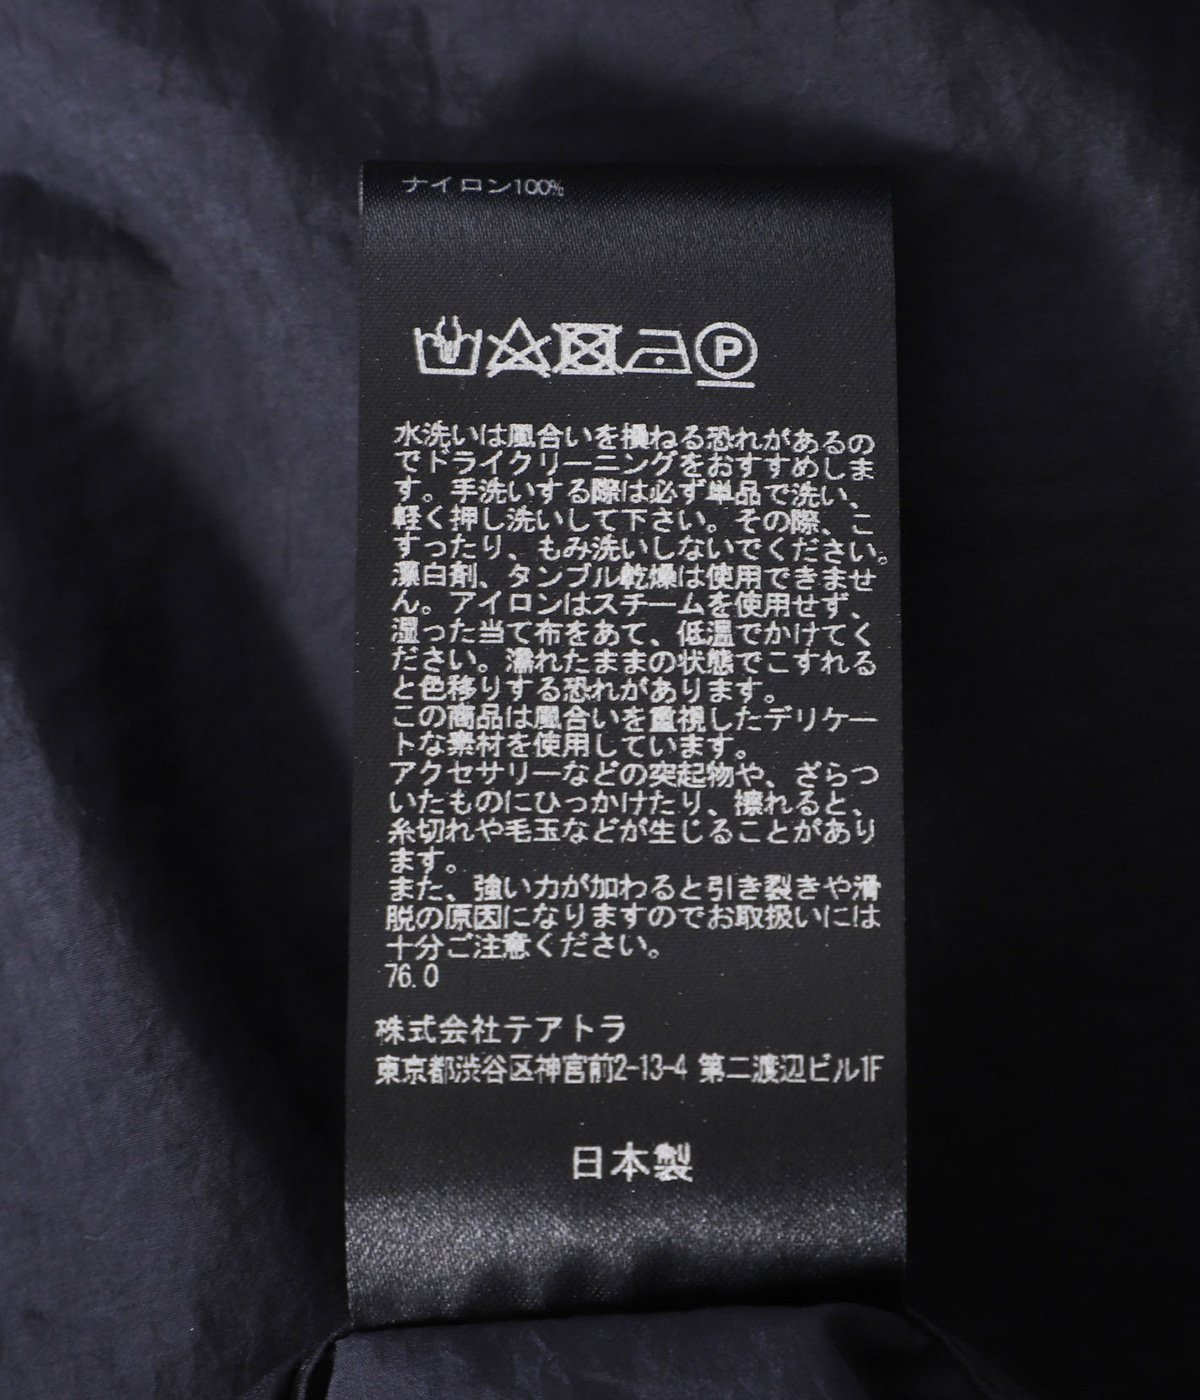 ナイロン100%
P
水洗いは風合いを損ねる恐れがあるの
でドライクリーニングをおすすめしま
す。手洗いする際は必ず単品で洗い、
軽く押し洗いして下さい。その際、こ
すったり、もみ洗いしないでください。
漂白剤、タンブル乾燥は使用できませ
ん。アイロンはスチームを使用せず、
湿った当て布をあて、低温でかけてく
ださい。濡れたままの状態でこすれる
と色移りする恐れがあります。
この商品は風合いを重視したデリケー
トな素材を使用しています。
アクセサリーなどの突起物や、ざらつ
いたものにひっかけたり、擦れると、
糸切れや毛玉などが生じることがあり
ます。
また、強い力が加わると引き裂きや滑
脱の原因になりますのでお取扱いには
十分ご注意ください。
76.0
株式会社テアトラ
東京都渋谷区神宮前2-13-4 第二渡辺ビル1F
日本製